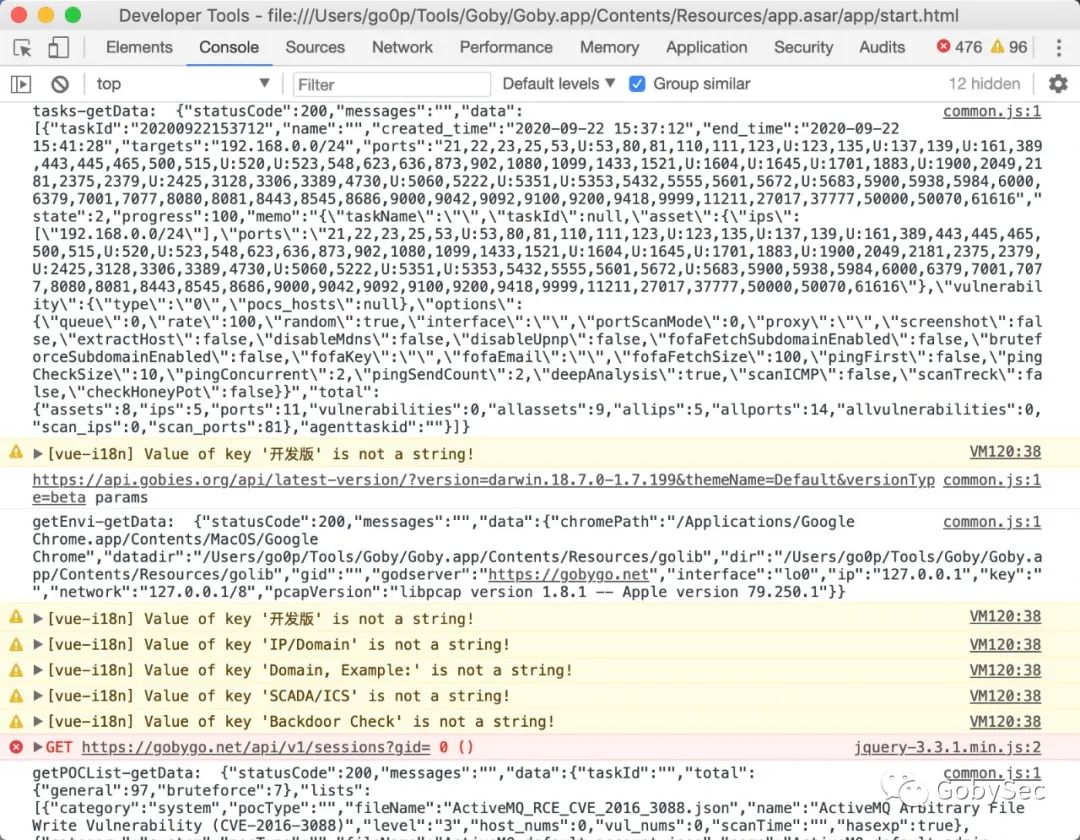 Developer Tools - file:///Users/go0p/Tools/Goby/Goby.app/Contents/Resources/app.asar/app/start.html
Elements Console Sources Network Performance Memory Application Security Audits 476 96
top Filter Default levels Group similar 12 hidden
tasks-getData: {"statusCode":200,"messages":"","data": common.js:1
[{"taskId":"20200922153712","name":"","created_time":"2020-09-22 15:37:12","end_time":"2020-09-22
15:41:28","targets":"192.168.0.0/24","ports":"21,22,23,25,53,U:53,80,81,110,111,123,U:123,135,U:137,139,U:161,389
,443,445,465,500,515,U:520,U:523,548,623,636,873,902,1080,1099,1433,1521,U:1604,U:1645,U:1701,1883,U:1900,2049,21
81,2375,2379,U:2425,3128,3306,3389,4730,U:5060,5222,U:5351,U:5353,5432,5555,5601,5672,U:5683,5900,5938,5984,6000,
6379,7001,7077,8080,8081,8443,8545,8686,9000,9042,9092,9100,9200,9418,9999,11211,27017,37777,50000,50070,61616","
state":2,"progress":100,"memo":"{\"taskName\":\"\",\"taskId\":null,\"asset\":{\"ips\":
[\"192.168.0.0/24\"],\"ports\":\"21,22,23,25,53,U:53,80,81,110,111,123,U:123,135,U:137,139,U:161,389,443,445,465,
500,515,U:520,U:523,548,623,636,873,902,1080,1099,1433,1521,U:1604,U:1645,U:1701,1883,U:1900,2049,2181,2375,2379,
U:2425,3128,3306,3389,4730,U:5060,5222,U:5351,U:5353,5432,5555,5601,5672,U:5683,5900,5938,5984,6000,6379,7001,707
7,8080,8081,8443,8545,8686,9000,9042,9092,9100,9200,9418,9999,11211,27017,37777,50000,50070,61616\"},\"vulnerabil
ity\":{\"type\":\"0\",\"pocs_hosts\":null},\"options\":
{\"queue\":0,\"rate\":100,\"random\":true,\"interface\":\"\",\"portScanMode\":0,\"proxy\":\"\",\"screenshot\":fal
se,\"extractHost\":false,\"disableMdns\":false,\"disableUpnp\":false,\"fofaFetchSubdomainEnabled\":false,\"brutef
orceSubdomainEnabled\":false,\"fofaKey\":\"\",\"fofaEmail\":\"\",\"fofaFetchSize\":100,\"pingFirst\":false,\"ping
CheckSize\":10,\"pingConcurrent\":2,\"pingSendCount\":2,\"deepAnalysis\":true,\"scanICMP\":false,\"scanTreck\":fa
lse,\"checkHoneyPot\":false}}","total":
{"assets":8,"ips":5,"ports":11,"vulnerabilities":0,"allassets":9,"allips":5,"allports":14,"allvulnerabilities":0,
"scan_ips":0,"scan_ports":81},"agenttaskid":""}]}
[vue-i18n] Value of key '开发版' is not a string! VM120:38
https://api.gobies.org/api/latest-version/?version=darwin.18.7.0-1.7.199&themeName=Default&versionTyp common.js:1
e=beta params
getEnvi-getData: {"statusCode":200,"messages":"","data":{"chromePath":"/Applications/Google common.js:1
Chrome.app/Contents/MacOS/Google
Chrome","datadir":"/Users/go0p/Tools/Goby/Goby.app/Contents/Resources/golib","dir":"/Users/go0p/Tools/Goby/Goby.a
pp/Contents/Resources/golib","gid":"","godserver":"https://gobygo.net","interface":"lo0","ip":"127.0.0.1","key":"
","network":"127.0.0.1/8","pcapVersion":"libpcap version 1.8.1 -- Apple version 79.250.1"}}
[vue-i18n] Value of key '开发版' is not a string! VM120:38
[vue-i18n] Value of key 'IP/Domain' is not a string! VM120:38
[vue-i18n] Value of key 'Domain, Example:' is not a string! VM120:38
[vue-i18n] Value of key 'SCADA/ICS' is not a string! VM120:38
[vue-i18n] Value of key 'Backdoor Check' is not a string! VM120:38
GET https://gobygo.net/api/v1/sessions?gid= 0 () jquery-3.3.1.min.js:2
getPOCList-getData: {"statusCode":200,"messages":"","data":{"taskId":"","total": common.js:1
{"general":97,"bruteforce":7},"lists":
GobySec
[{"category":"system","pocType":"","fileName":"ActiveMQ_RCE_CVE_2016_3088.json","name":"ActiveMQ Arbitrary File
Write Vulnerability (CVE-2016-3088)","level":"3","host_nums":0,"vul_nums":0,"scanTime":"","hasexp":true},